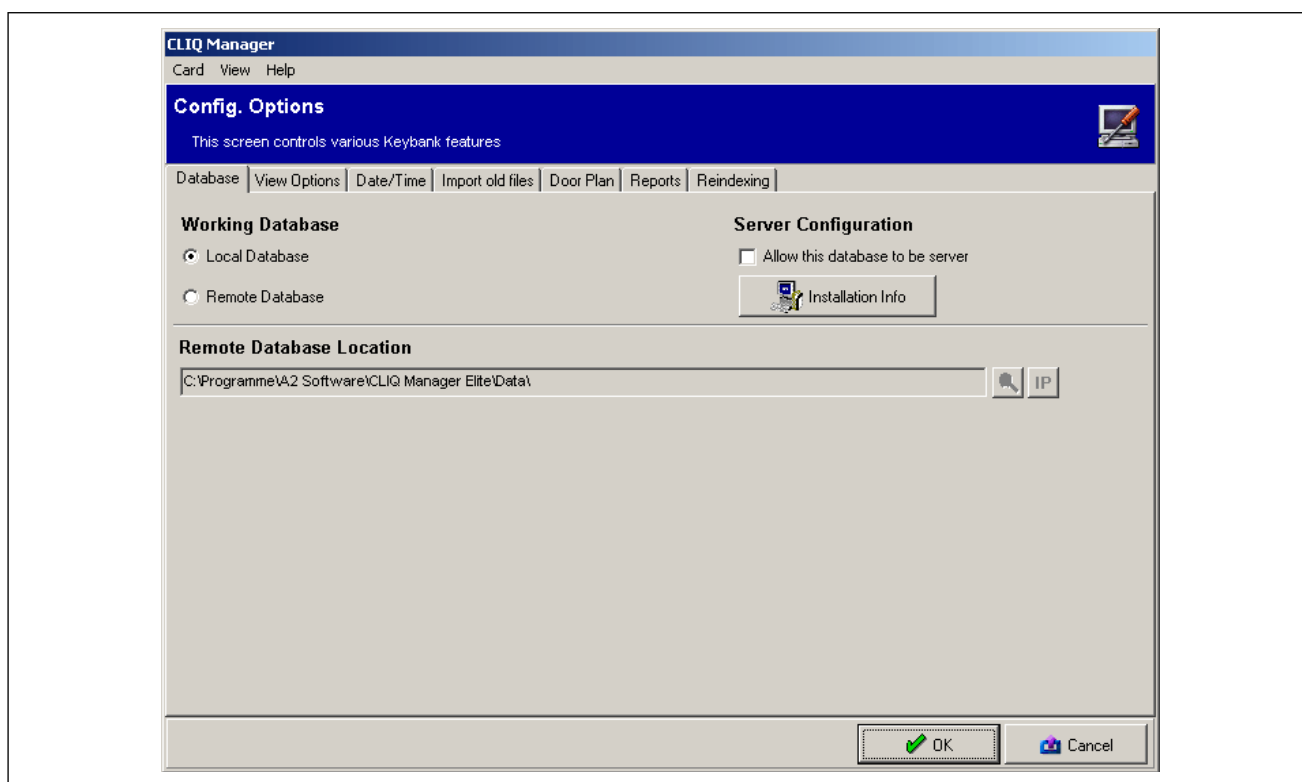 CLIQ Manager
Card View Help
Config. Options
This screen controls various Keybank features
Database View Options Date/Time Import old files Door Plan Reports Reindexing
Working Database Server Configuration
Local Database Allow this database to be server
Remote Database Installation Info
Remote Database Location
C:\Programme\A2 Software\CLIQ Manager Elite\Data\ IP
OK Cancel